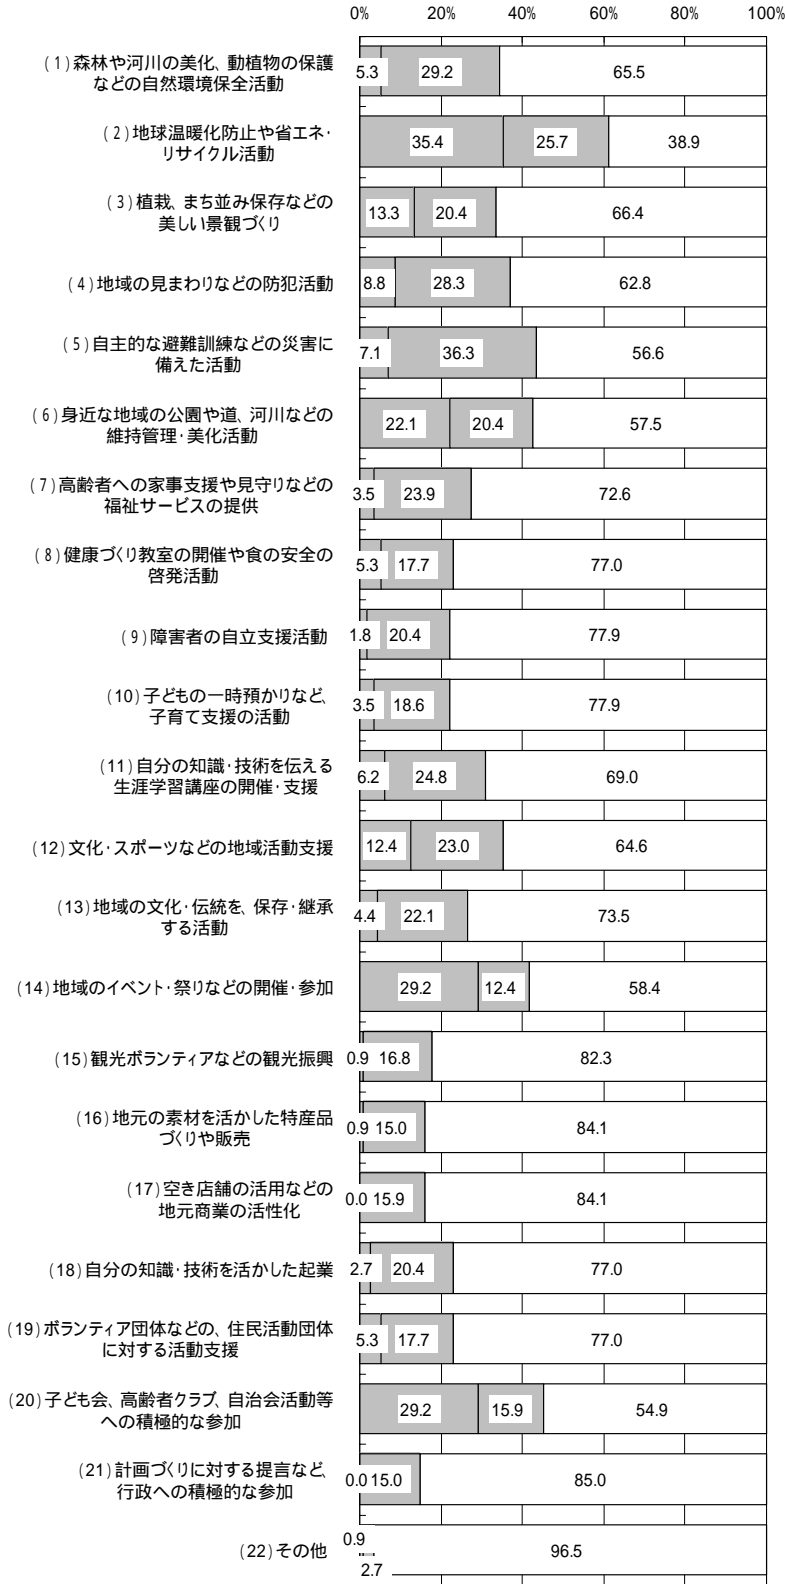 0% 20% 40% 60% 80% 100%
(1)森林や河川の美化、動植物の保護
などの自然環境保全活動
5.3 29.2 65.5
(2)地球温暖化防止や省エネ・
リサイクル活動
35.4 25.7 38.9
(3)植栽、まち並み保存などの
美しい景観づくり
13.3 20.4 66.4
(4)地域の見まわりなどの防犯活動
8.8 28.3 62.8
(5)自主的な避難訓練などの災害に
備えた活動
7.1 36.3 56.6
(6)身近な地域の公園や道、河川などの
維持管理・美化活動
22.1 20.4 57.5
(7)高齢者への家事支援や見守りなどの
福祉サービスの提供
3.5 23.9 72.6
(8)健康づくり教室の開催や食の安全の
啓発活動
5.3 17.7 77.0
(9)障害者の自立支援活動
1.8 20.4 77.9
(10)子どもの一時預かりなど、
子育て支援の活動
3.5 18.6 77.9
(11)自分の知識・技術を伝える
生涯学習講座の開催・支援
6.2 24.8 69.0
(12)文化・スポーツなどの地域活動支援
12.4 23.0 64.6
(13)地域の文化・伝統を、保存・継承
する活動
4.4 22.1 73.5
(14)地域のイベント・祭りなどの開催・参加
29.2 12.4 58.4
(15)観光ボランティアなどの観光振興
0.9 16.8 82.3
(16)地元の素材を活かした特産品
づくりや販売
0.9 15.0 84.1
(17)空き店舗の活用などの
地元商業の活性化
0.0 15.9 84.1
(18)自分の知識・技術を活かした起業
2.7 20.4 77.0
(19)ボランティア団体などの、住民活動団体
に対する活動支援
5.3 17.7 77.0
(20)子ども会、高齢者クラブ、自治会活動等
への積極的な参加
29.2 15.9 54.9
(21)計画づくりに対する提言など、
行政への積極的な参加
0.0 15.0 85.0
(22)その他
0.9
96.5
2.7